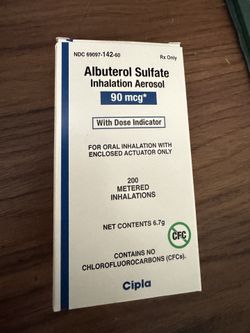 NDC 69097-142-60 Rx Only
Albuterol Sulfate
Inhalation Aerosol
90 mcg*
With Dose Indicator
FOR ORAL INHALATION WITH
ENCLOSED ACTUATOR ONLY
200
METERED
INHALATIONS
NET CONTENTS 6.7g
CFC
CONTAINS NO
CHLOROFLUOROCARBONS (CFCs).
Cipla